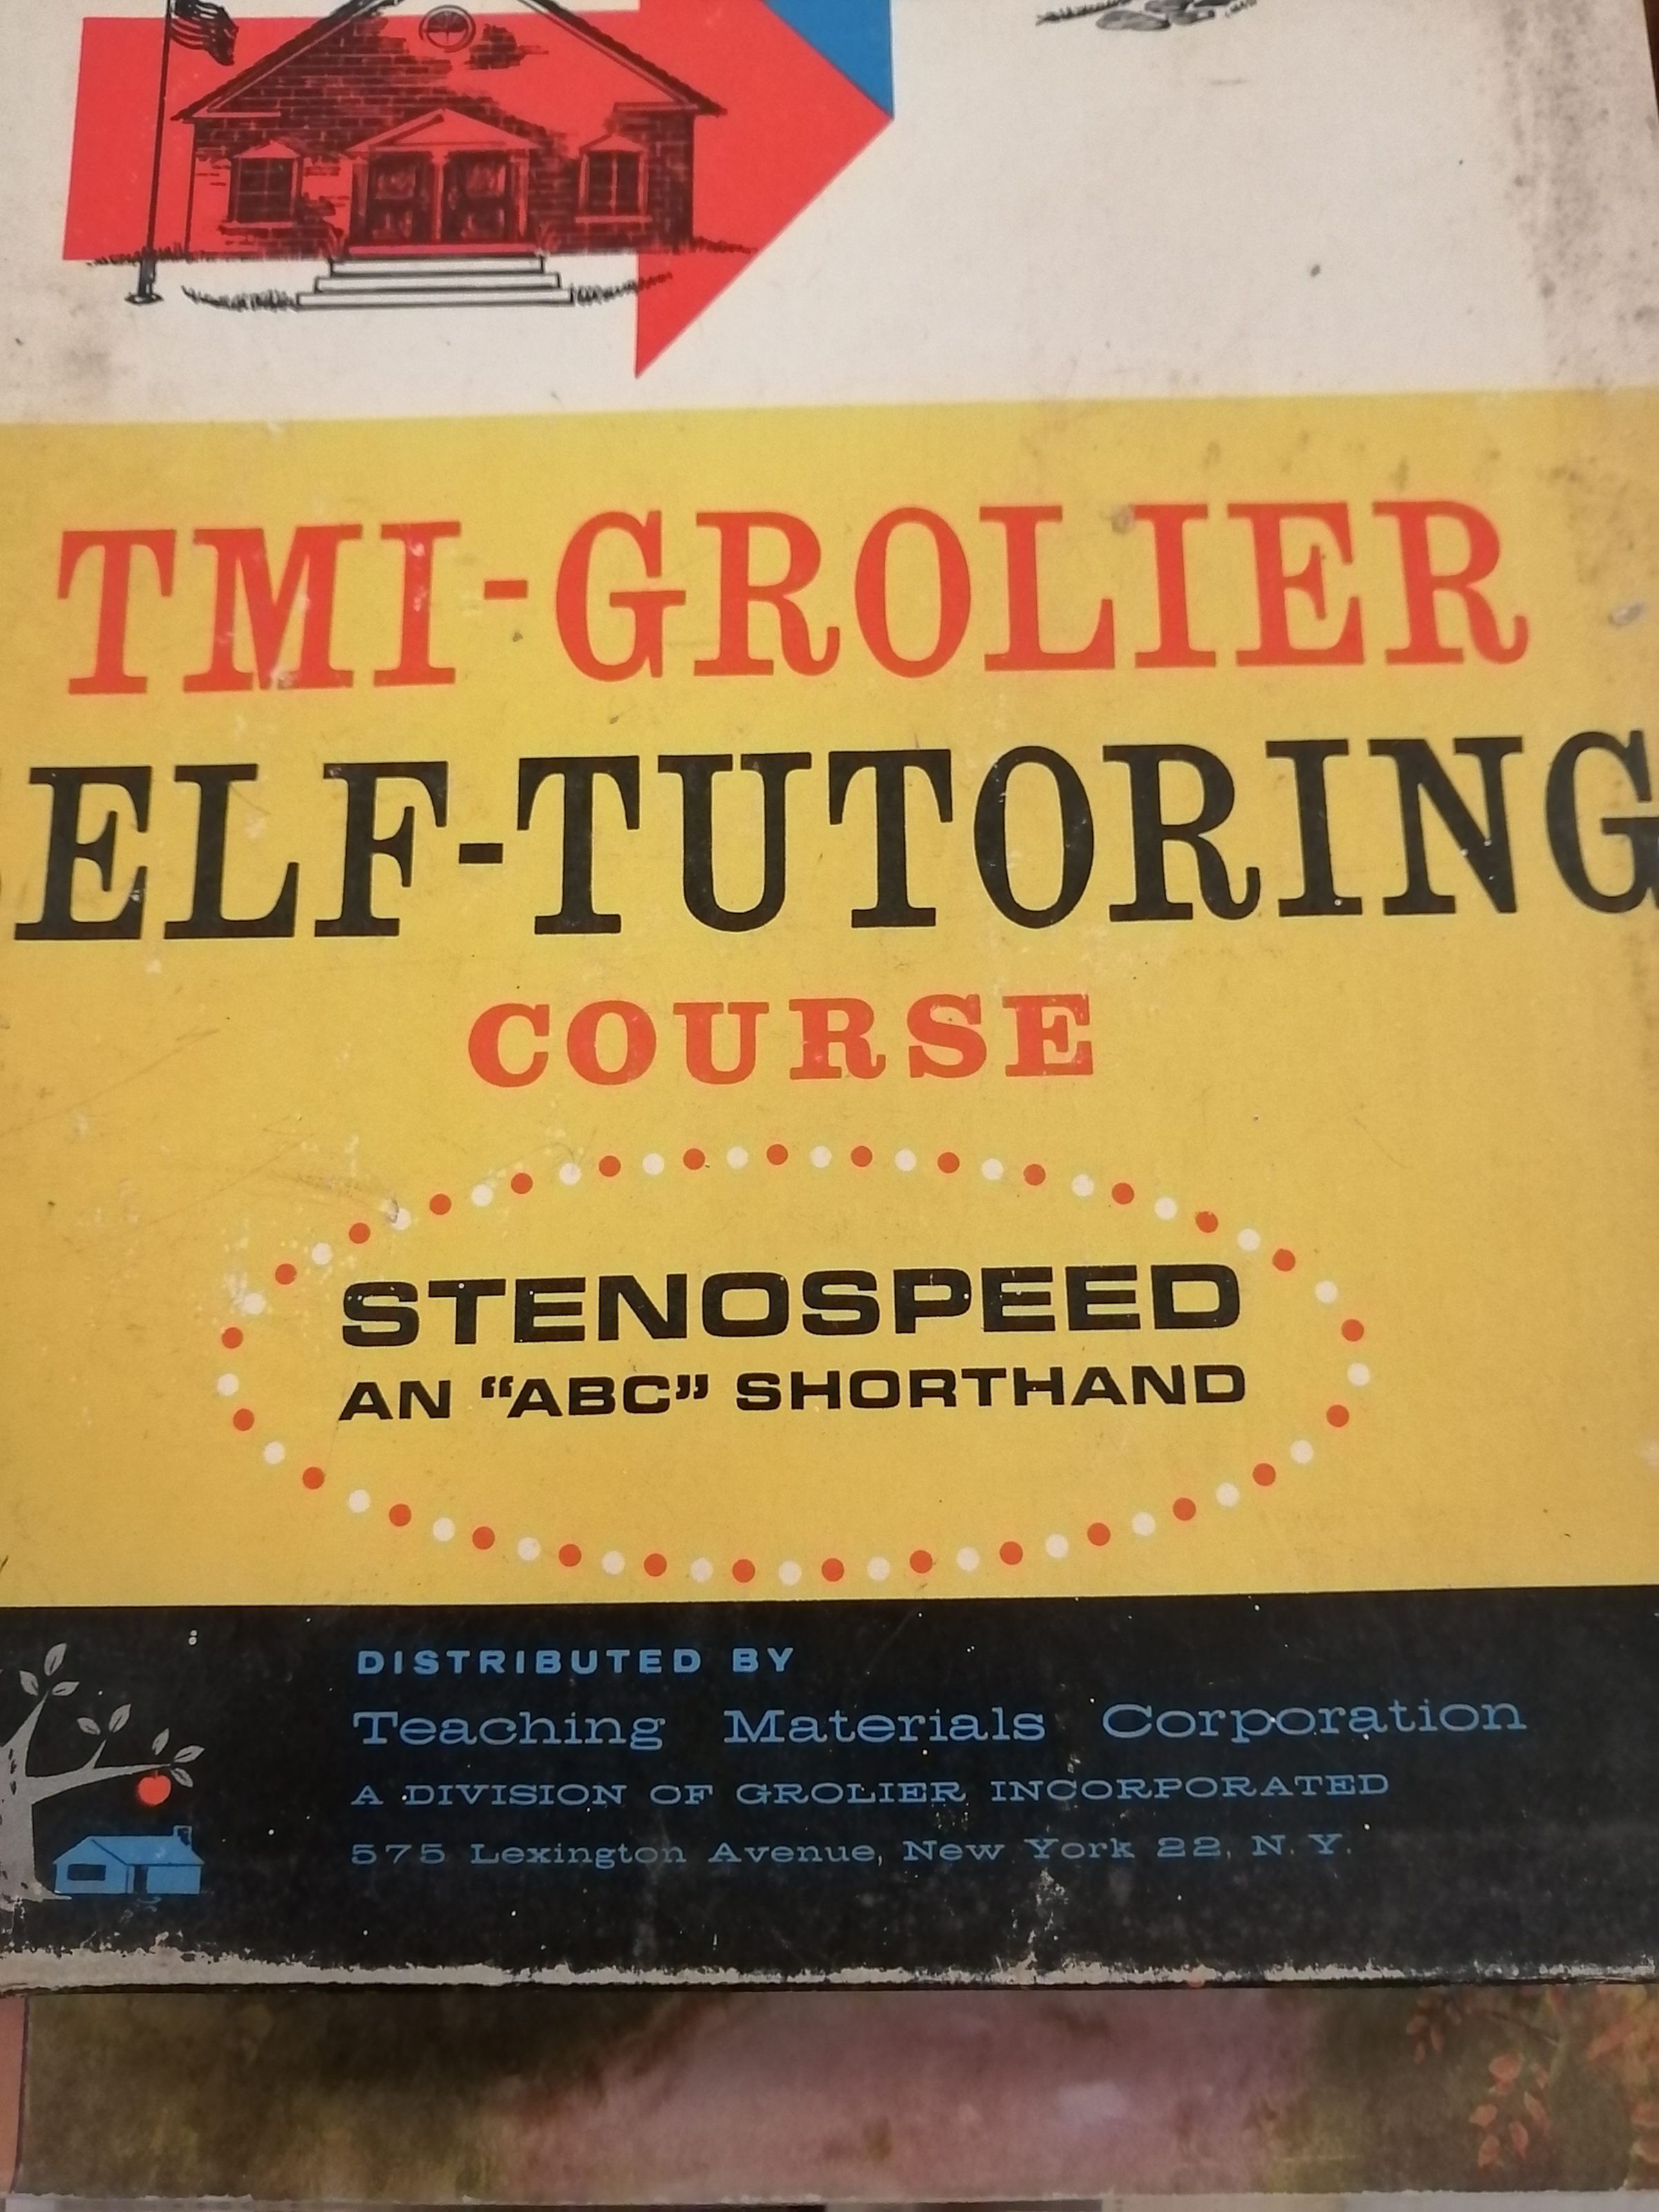 TMI-GROLIER
ELF-TUTORING
COURSE
STENOSPEED
AN “ABC” SHORTHAND
DISTRIBUTED BY
Teaching Materials Corporation
A DIVISION OF GROLIER INCORPORATED
575 Lexington Avenue, New York 22, N. Y.